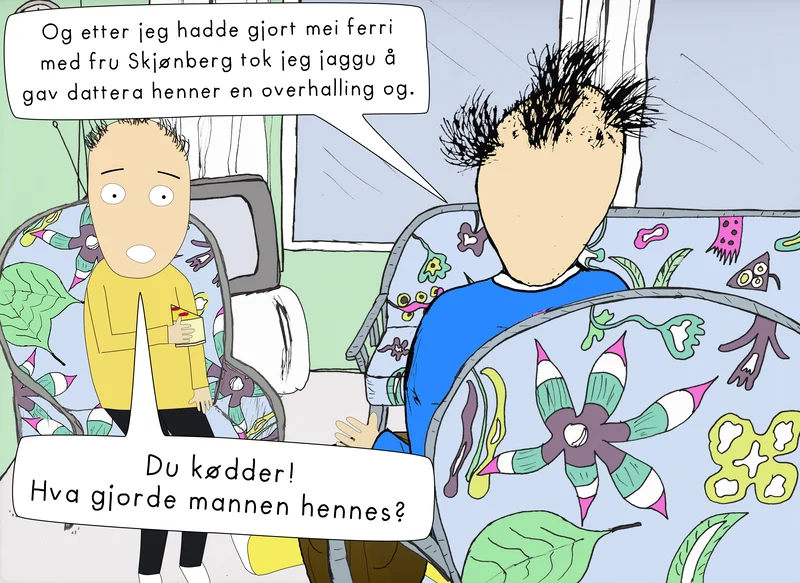 Og etter jeg hadde gjort mei ferri
med fru Skjønberg tok jeg jaggu å
gav dattera henner en overhalling og.
Du kødder!
Hva gjorde mannen hennes?